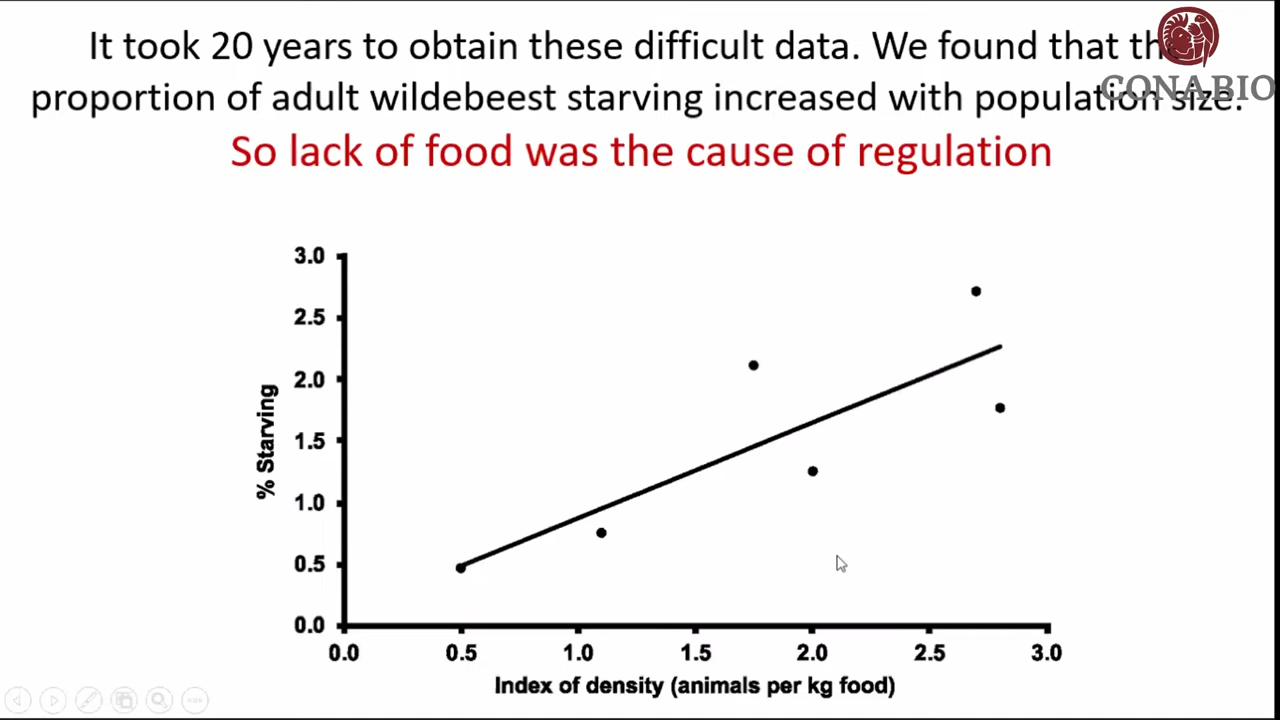 It took 20 years to obtain these difficult data. We found that the
proportion of adult wildebeest starving increased with population size.
So lack of food was the cause of regulation
CONABIO
3.0
2.5
2.0
1.5
1.0
0.5
0.0
% Starving
0.0 0.5 1.0 1.5 2.0 2.5 3.0
Index of density (animals per kg food)